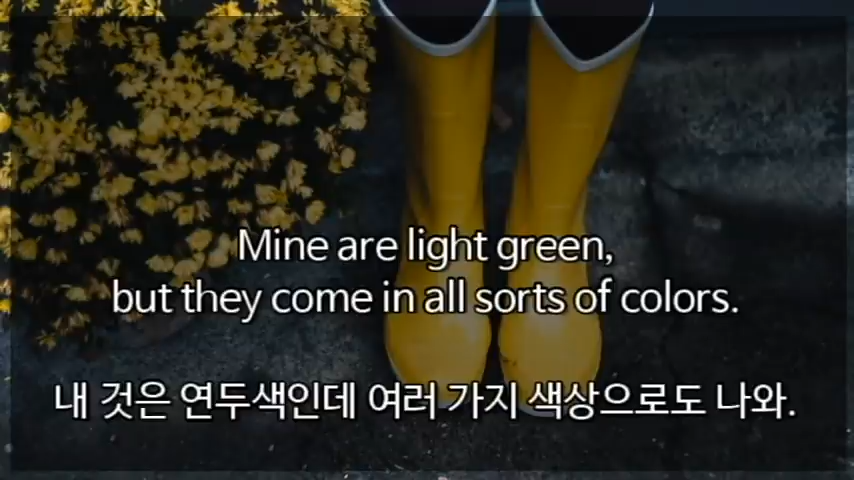 Mine are light green,
but they come in all sorts of colors.
내 것은 연두색인데 여러 가지 색상으로도 나와.